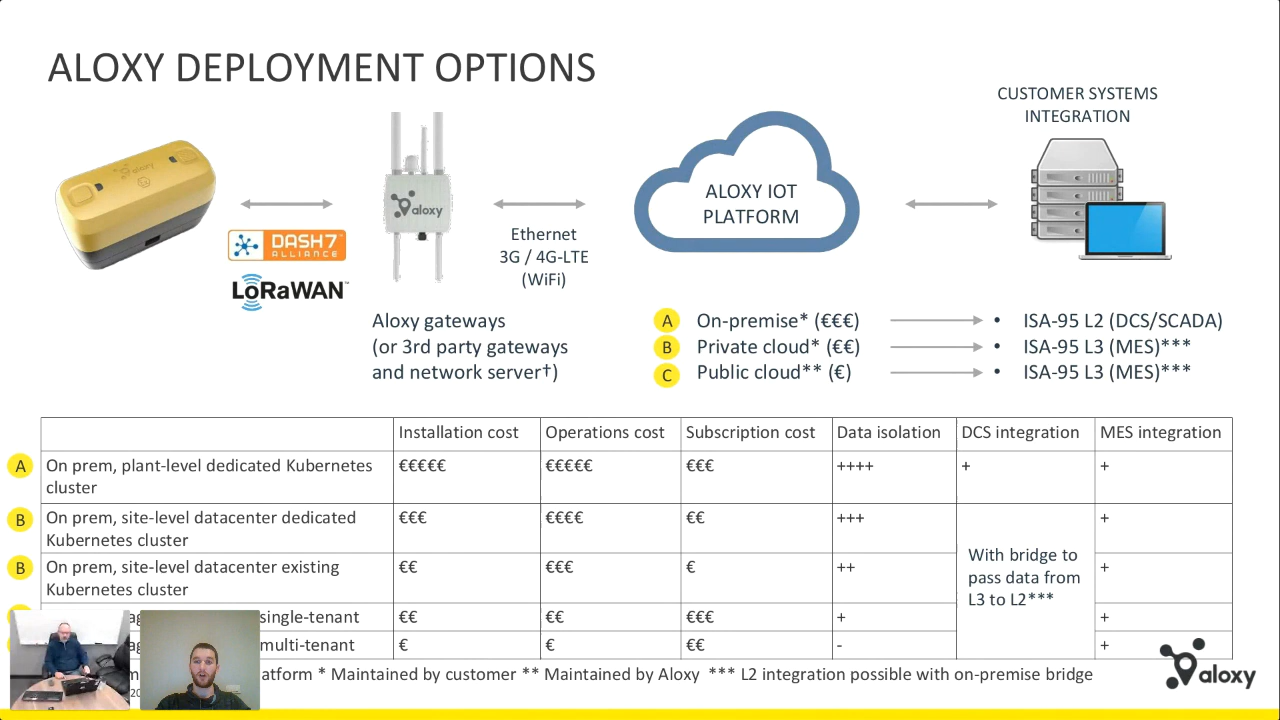 ALOXY DEPLOYMENT OPTIONS
CUSTOMER SYSTEMS
INTEGRATION
aloxy
aloxy
ALOXY IOT
PLATFORM
DASH7
ALLIANCE
LoRaWAN™
Ethernet
3G / 4G-LTE
(WiFi)
Aloxy gateways
(or 3rd party gateways
and network server†)
A On-premise* (€€€) • ISA-95 L2 (DCS/SCADA)
B Private cloud* (€€) • ISA-95 L3 (MES)***
C Public cloud** (€) • ISA-95 L3 (MES)***
Installation cost Operations cost Subscription cost Data isolation DCS integration MES integration
A On prem, plant-level dedicated Kubernetes cluster €€€€€ €€€€€ €€€ ++++ + +
B On prem, site-level datacenter dedicated Kubernetes cluster €€€ €€€€ €€ +++ +
With bridge to
pass data from
L3 to L2***
B On prem, site-level datacenter existing Kubernetes cluster €€ €€€ € ++ +
single-tenant €€ €€ €€€ + +
multi-tenant € € €€ - +
* Maintained by customer ** Maintained by Aloxy *** L2 integration possible with on-premise bridge
aloxy